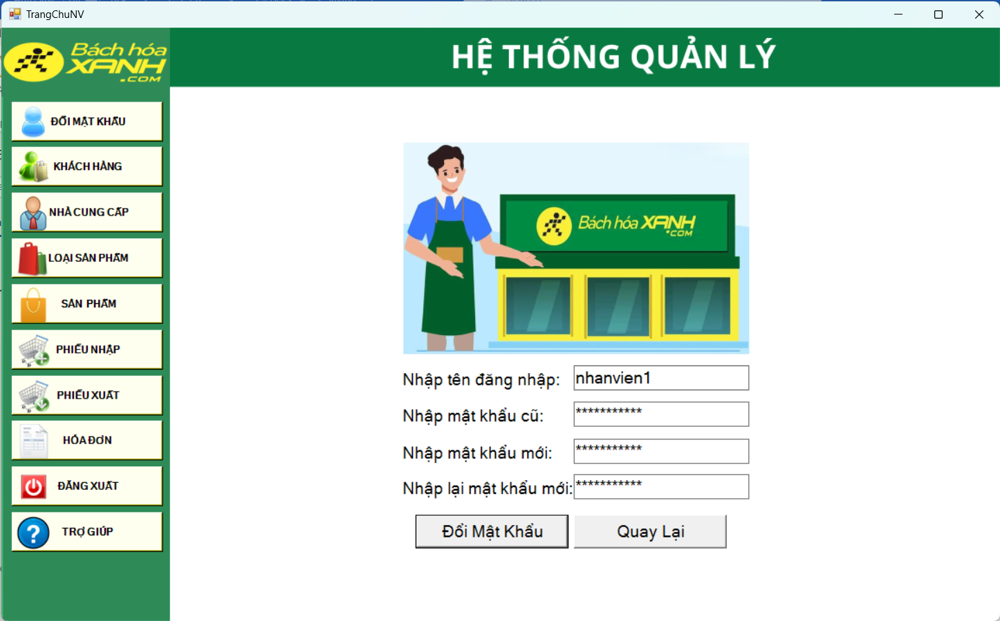 TrangChuNV
Bách hóa
XANH
.COM
HỆ THỐNG QUẢN LÝ
ĐỔI MẬT KHẨU
KHÁCH HÀNG
NHÀ CUNG CẤP
LOẠI SẢN PHẨM
SẢN PHẨM
PHIẾU NHẬP
PHIẾU XUẤT
HÓA ĐƠN
ĐĂNG XUẤT
TRỢ GIÚP
Bách hóa XANH
.COM
Nhập tên đăng nhập: nhanvien1
Nhập mật khẩu cũ: ***********
Nhập mật khẩu mới: ***********
Nhập lại mật khẩu mới: ***********
Đổi Mật Khẩu Quay Lại